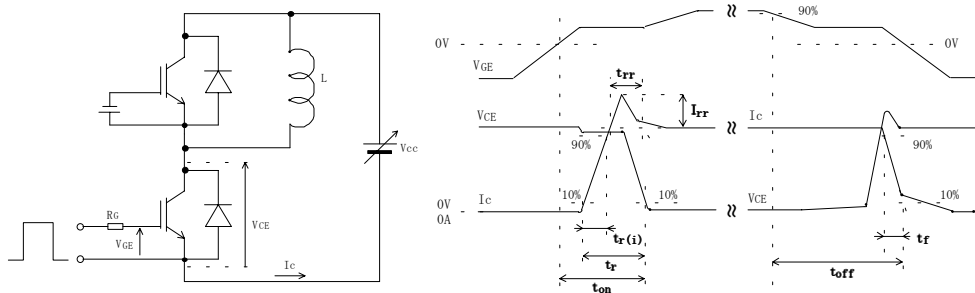 L
Vcc
RG
VGE
VCE
Ic
0V
VGE
90%
0V
trr
Irr
VCE
Ic
90%
90%
0V
0A
Ic
10%
10%
VCE
10%
tr(i)
tr
ton
tf
toff